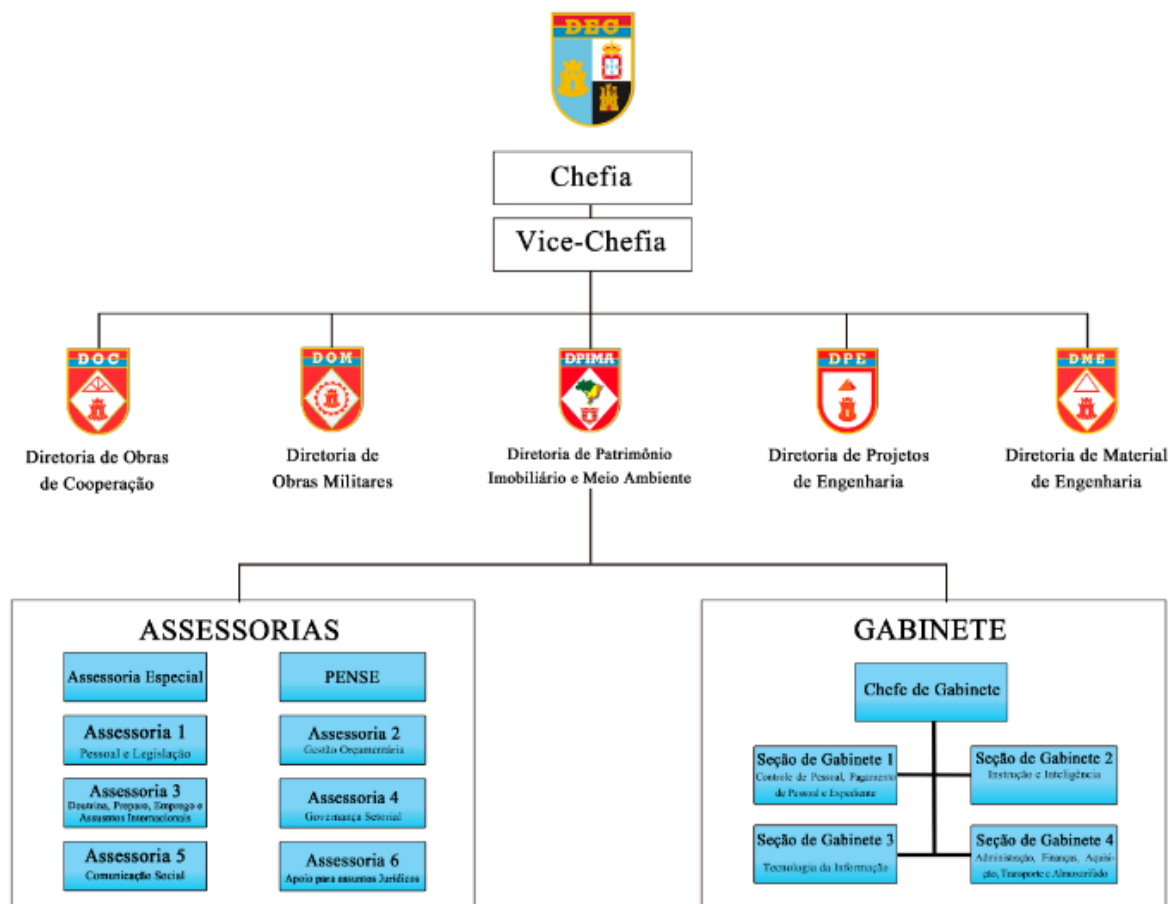 DEC
Chefia
Vice-Chefia
DOC
DOM
DPIMA
DPE
DME
Diretoria de Obras
de Cooperação
Diretoria de
Obras Militares
Diretoria de Patrimônio
Imobiliário e Meio Ambiente
Diretoria de Projetos
de Engenharia
Diretoria de Material
de Engenharia
ASSESSORIAS
Assessoria Especial
PENSE
Assessoria 1
Pessoal e Legislação
Assessoria 2
Gestão Orçamentária
Assessoria 3
Doutrina, Preparo, Emprego e
Assuntos Internacionais
Assessoria 4
Governança Setorial
Assessoria 5
Comunicação Social
Assessoria 6
Apoio para assuntos Jurídicos
GABINETE
Chefe de Gabinete
Seção de Gabinete 1
Controle de Pessoal, Pagamento
de Pessoal e Expediente
Seção de Gabinete 2
Instrução e Inteligência
Seção de Gabinete 3
Tecnologia da Informação
Seção de Gabinete 4
Administração, Finanças, Aquisi-
ção, Transporte e Almoxarifado